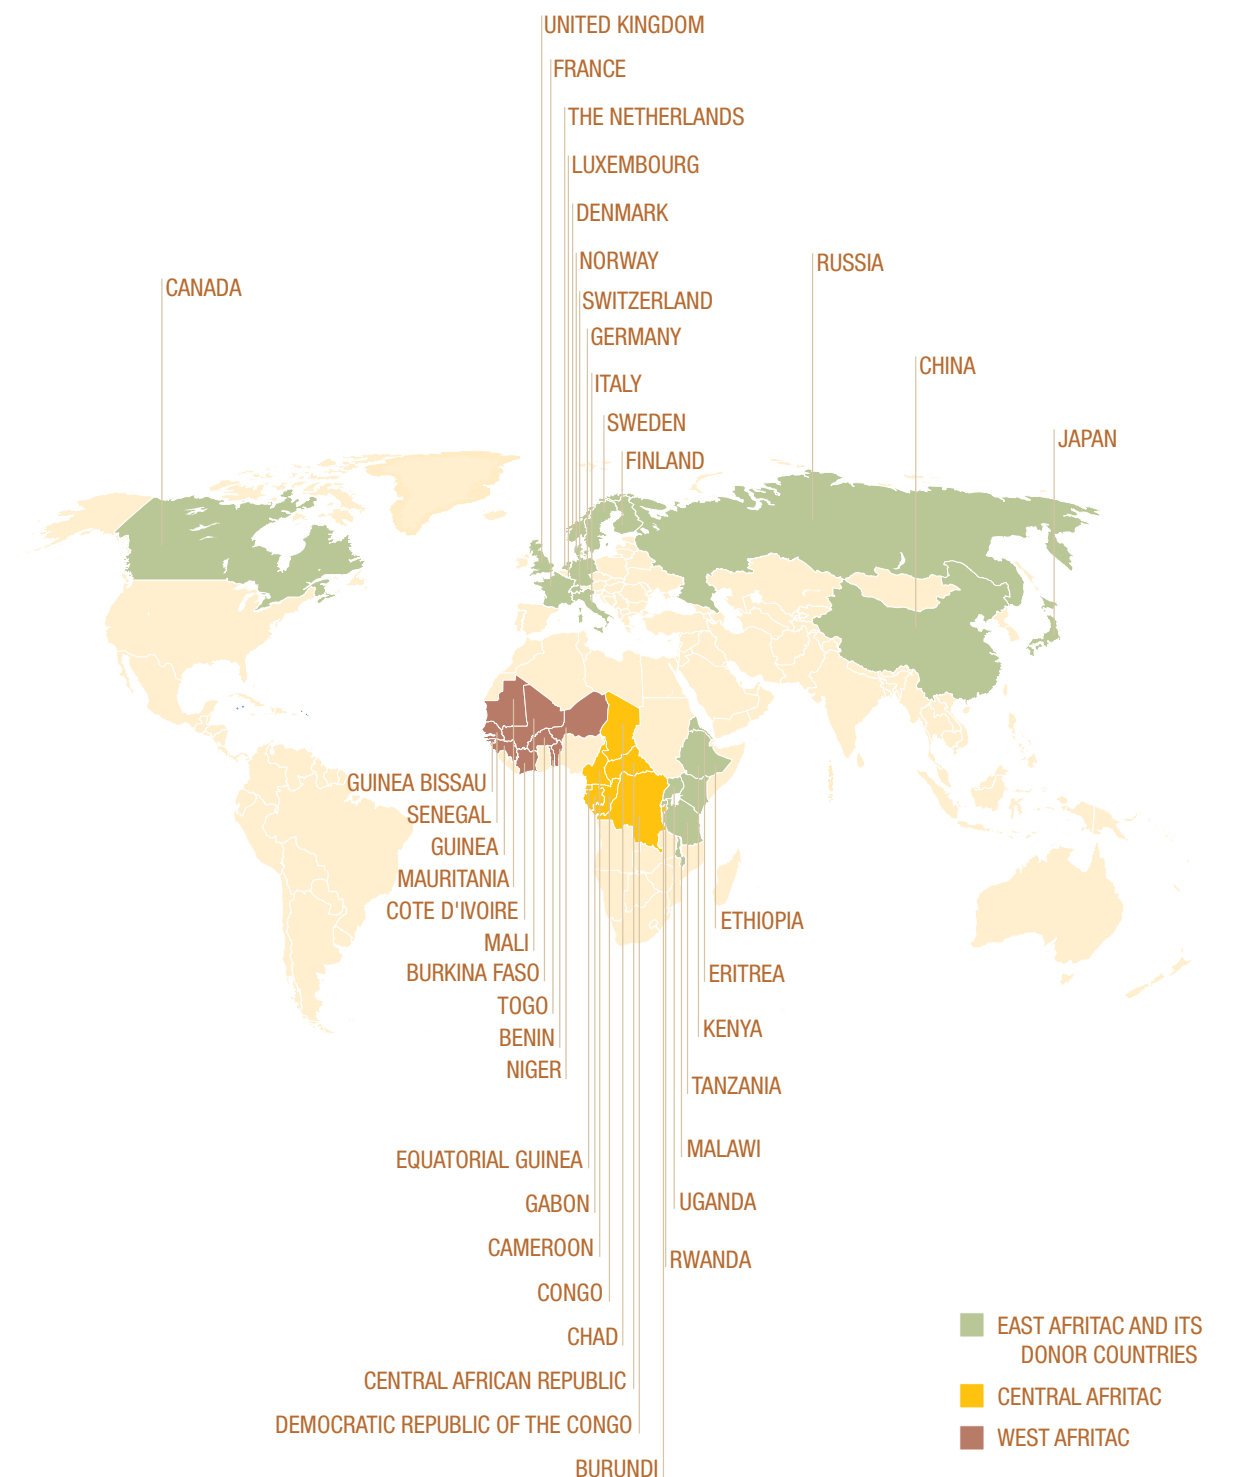 UNITED KINGDOM
FRANCE
THE NETHERLANDS
LUXEMBOURG
DENMARK
NORWAY
RUSSIA
CANADA
SWITZERLAND
GERMANY
CHINA
ITALY
SWEDEN
JAPAN
FINLAND
GUINEA BISSAU
SENEGAL
GUINEA
MAURITANIA
COTE D'IVOIRE
MALI
BURKINA FASO
TOGO
BENIN
NIGER
ETHIOPIA
ERITREA
KENYA
TANZANIA
MALAWI
UGANDA
RWANDA
EQUATORIAL GUINEA
GABON
CAMEROON
CONGO
CHAD
CENTRAL AFRICAN REPUBLIC
DEMOCRATIC REPUBLIC OF THE CONGO
BURUNDI
EAST AFRITAC AND ITS
DONOR COUNTRIES
CENTRAL AFRITAC
WEST AFRITAC